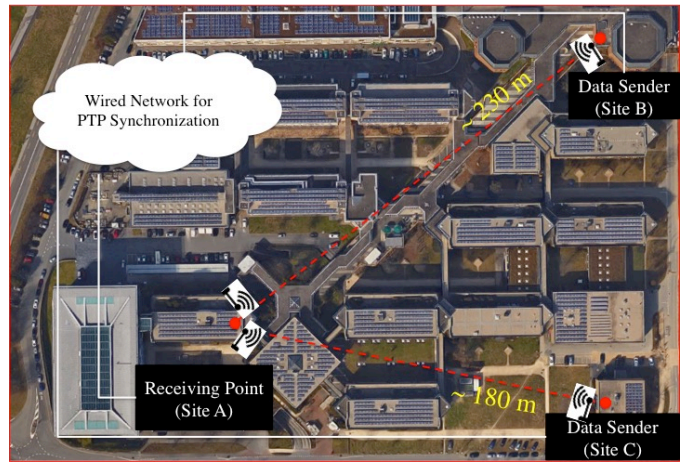 Wired Network for
PTP Synchronization
~ 230 m
Data Sender
(Site B)
Receiving Point
(Site A)
~ 180 m
Data Sender
(Site C)